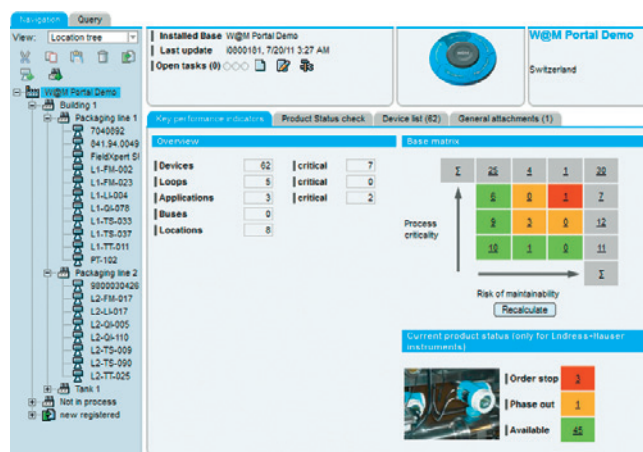 Navigation Query
View: Location tree
W@M Portal Demo
Building 1
Packaging line 1
7040892
841.94.0049
FieldXpert SI
L1-FM-002
L1-FM-023
L1-LI-004
L1-QI-078
L1-TS-033
L1-TS-037
L1-TT-011
PT-102
Packaging line 2
9800030426
L2-FM-017
L2-LI-017
L2-QI-005
L2-QI-110
L2-TS-009
L2-TS-090
L2-TT-025
Tank 1
Not in process
new registered
Installed Base W@M Portal Demo
Last update i0800181, 7/20/11 3:27 AM
Open tasks (0)
W@M Portal Demo
Switzerland
Key performance indicators Product Status check Device list (62) General attachments (1)
Overview
Devices 62 critical 7
Loops 5 critical 0
Applications 3 critical 2
Buses 0
Locations 8
Base matrix
Σ 25 4 1 30
6 0 1 7
9 3 0 12
10 1 0 11
Σ
Process
criticality
Risk of maintainability
Recalculate
Current product status (only for Endress+Hauser
instruments)
Order stop 3
Phase out 1
Available 45